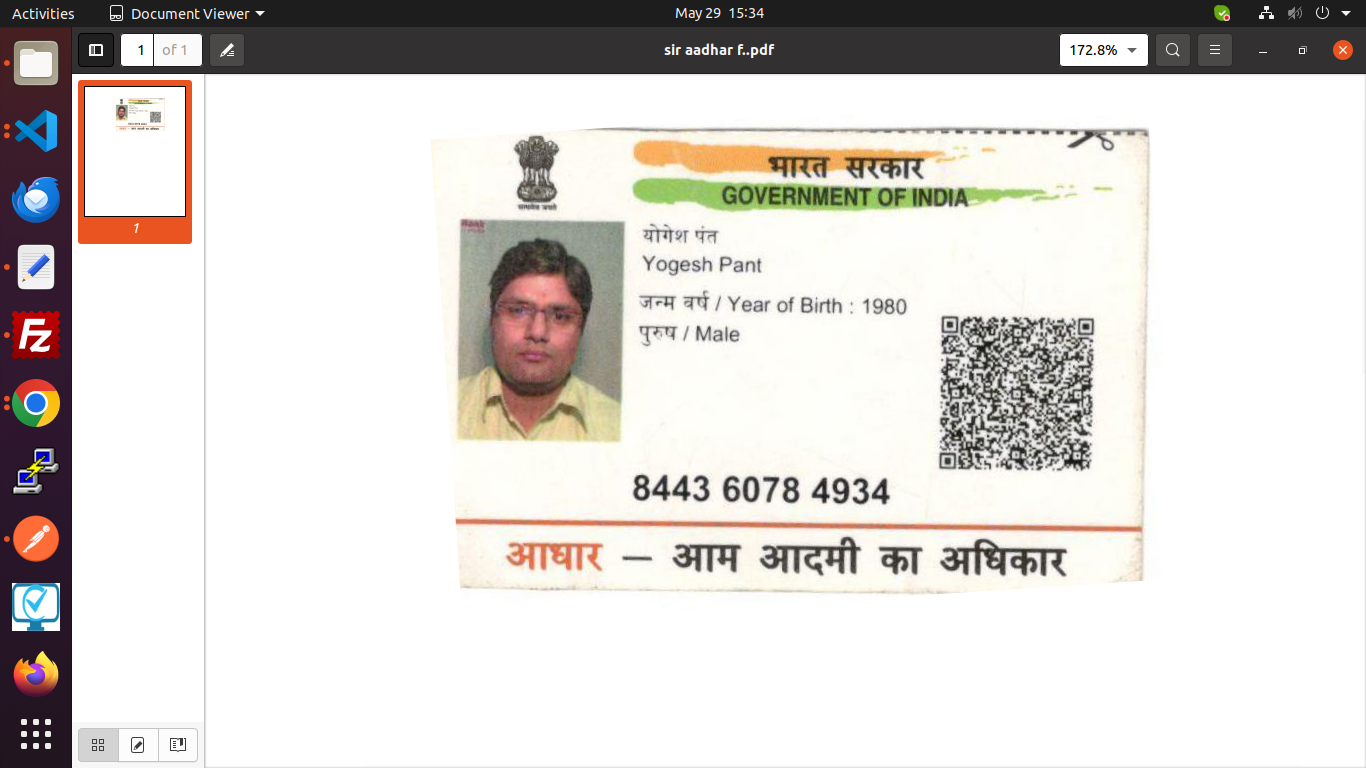 Activities
Document Viewer
May 29 15:34
1 of 1
sir aadhar f..pdf
172.8%
1
सत्यमेव जयते
भारत सरकार
GOVERNMENT OF INDIA
योगेश पंत
Yogesh Pant
जन्म वर्ष / Year of Birth : 1980
पुरुष / Male
8443 6078 4934
आधार — आम आदमी का अधिकार